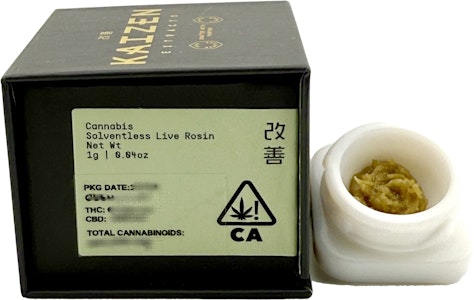 KAIZEN
EXTRACTS
Cannabis
Solventless Live Rosin
Net Wt
1g | 0.04oz
改
善
PKG DATE:
THC:
CBD:
TOTAL CANNABINOIDS:
!
CA